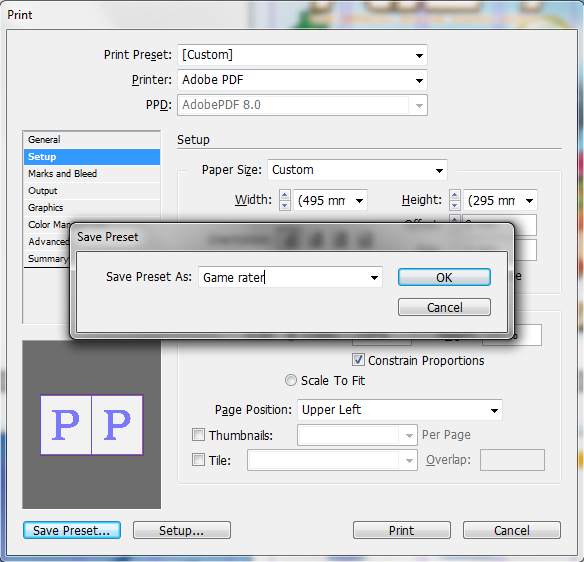 Print
Print Preset: [Custom]
Printer: Adobe PDF
PPD: AdobePDF 8.0
General
Setup
Marks and Bleed
Output
Graphics
Color Man
Advanced
Summary
Setup
Paper Size: Custom
Width: (495 mm Height: (295 mm
Save Preset
Save Preset As: Game rater
OK
Cancel
Constrain Proportions
Scale To Fit
Page Position: Upper Left
Thumbnails: Per Page
Tile: Overlap:
P P
Save Preset... Setup... Print Cancel